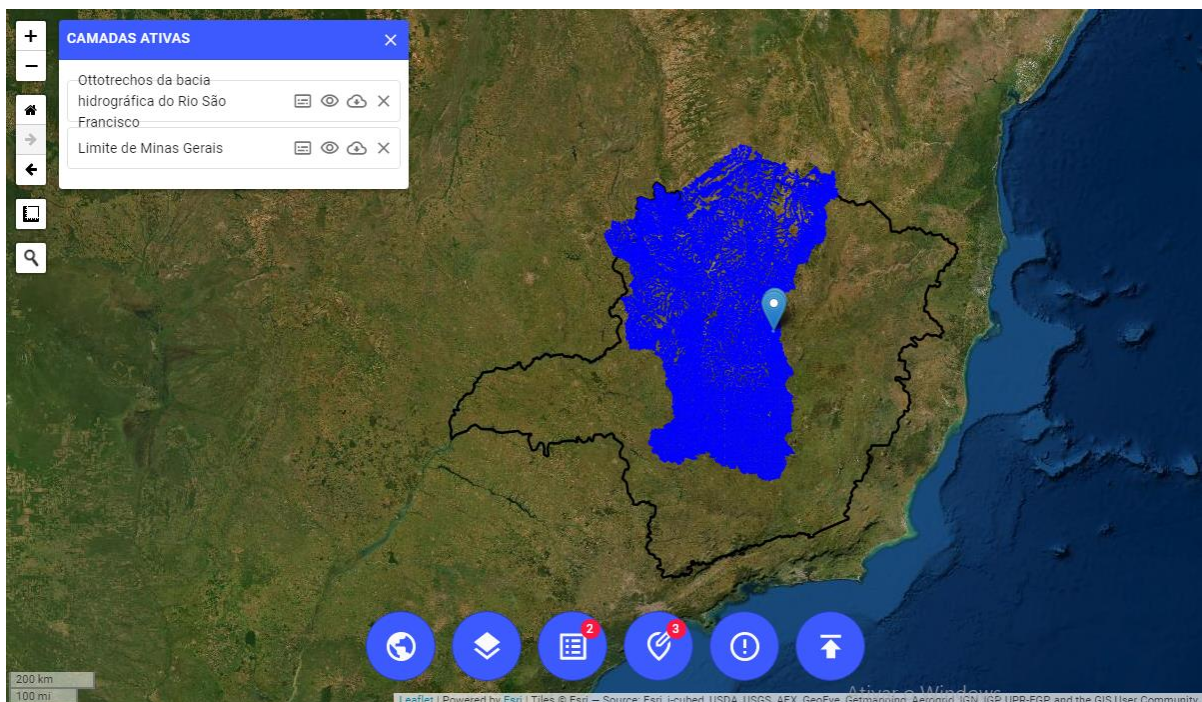 +
CAMADAS ATIVAS
−
Ottotrechos da bacia
hidrográfica do Rio São
Francisco
Limite de Minas Gerais
2
3
200 km
100 mi
Ativar o Windows
Leaflet | Powered by Esri | Tiles © Esri — Source: Esri, i-cubed, USDA, USGS, AEX, GeoEye, Getmapping, Aerogrid, IGN, IGP, UPR-EGP, and the GIS User Community